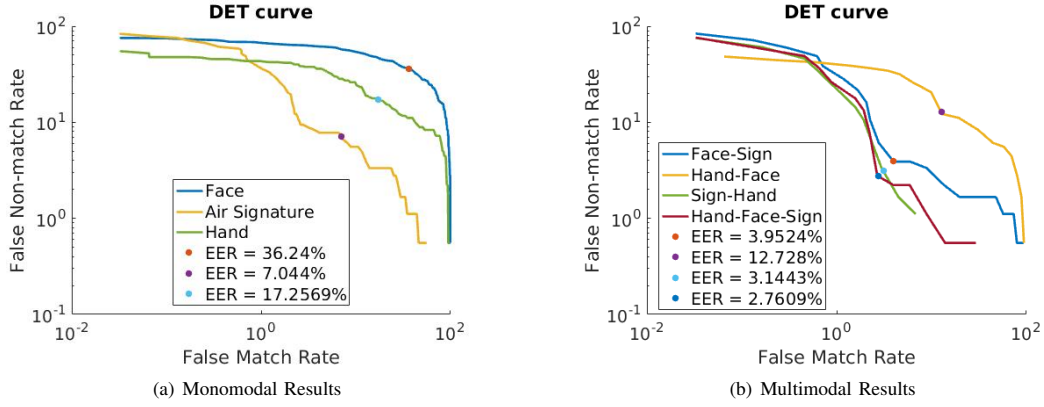 DET curve
10^2
10^1
10^0
10^-1
False Non-match Rate
Face
Air Signature
Hand
EER = 36.24%
EER = 7.044%
EER = 17.2569%
10^-2
10^0
10^2
False Match Rate
(a) Monomodal Results
DET curve
10^2
10^1
10^0
10^-1
False Non-match Rate
Face-Sign
Hand-Face
Sign-Hand
Hand-Face-Sign
EER = 3.9524%
EER = 12.728%
EER = 3.1443%
EER = 2.7609%
10^-2
10^0
10^2
False Match Rate
(b) Multimodal Results